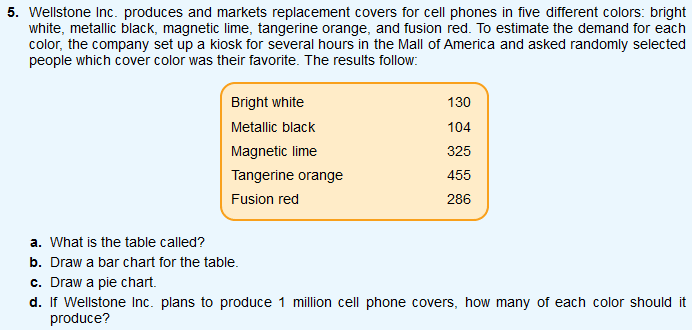 5. Wellstone Inc. produces and markets replacement covers for cell phones in five different colors: bright
white, metallic black, magnetic lime, tangerine orange, and fusion red. To estimate the demand for each
color, the company set up a kiosk for several hours in the Mall of America and asked randomly selected
people which cover color was their favorite. The results follow:
Bright white 130
Metallic black 104
Magnetic lime 325
Tangerine orange 455
Fusion red 286
a. What is the table called?
b. Draw a bar chart for the table.
c. Draw a pie chart.
d. If Wellstone Inc. plans to produce 1 million cell phone covers, how many of each color should it
produce?